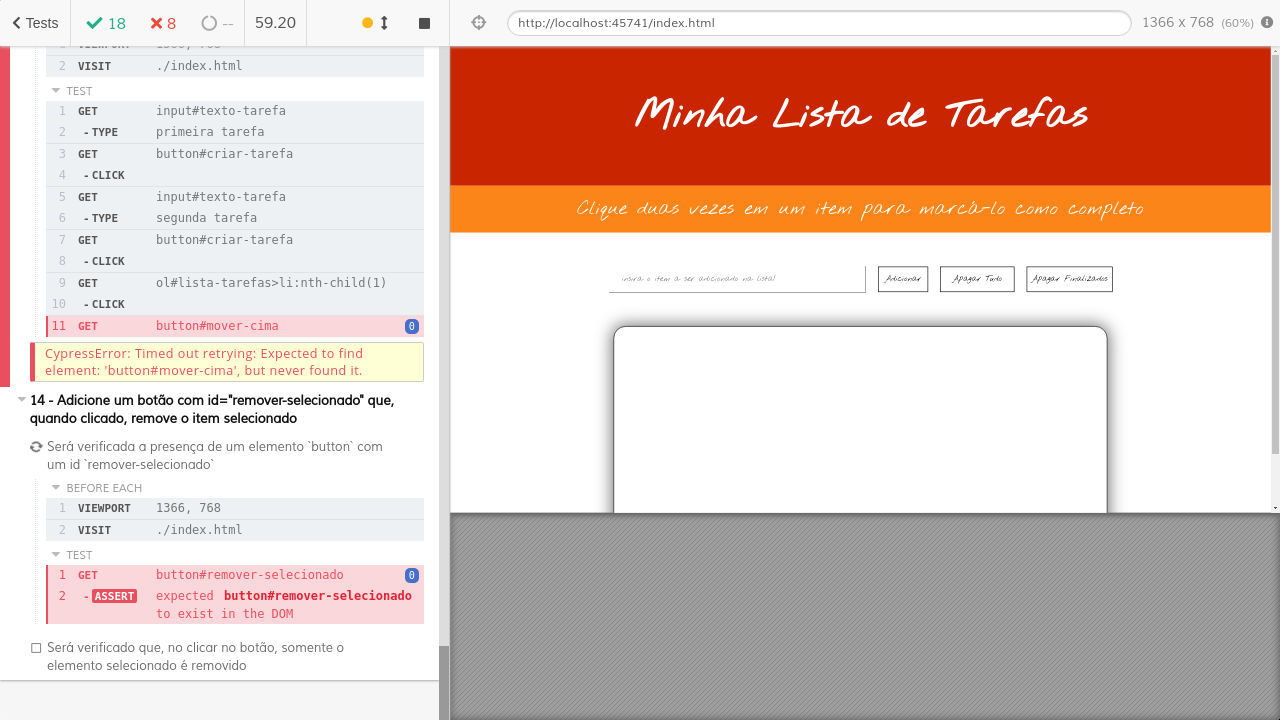 Tests
18
8
--
59.20
http://localhost:45741/index.html
1366 x 768 (60%)
1 VIEWPORT 1366, 768
2 VISIT ./index.html
TEST
1 GET input#texto-tarefa
2 -TYPE primeira tarefa
3 GET button#criar-tarefa
4 -CLICK
5 GET input#texto-tarefa
6 -TYPE segunda tarefa
7 GET button#criar-tarefa
8 -CLICK
9 GET ol#lista-tarefas>li:nth-child(1)
10 -CLICK
11 GET button#mover-cima 0
CypressError: Timed out retrying: Expected to find
element: 'button#mover-cima', but never found it.
14 - Adicione um botão com id="remover-selecionado" que,
quando clicado, remove o item selecionado
Será verificada a presença de um elemento `button` com
um id `remover-selecionado`
BEFORE EACH
1 VIEWPORT 1366, 768
2 VISIT ./index.html
TEST
1 GET button#remover-selecionado 0
2 -ASSERT expected button#remover-selecionado
to exist in the DOM
Será verificado que, no clicar no botão, somente o
elemento selecionado é removido
Minha Lista de Tarefas
Clique duas vezes em um item para marcá-lo como completo
insira o item a ser adicionado na lista!
Adicionar
Apagar Tudo
Apagar Finalizados